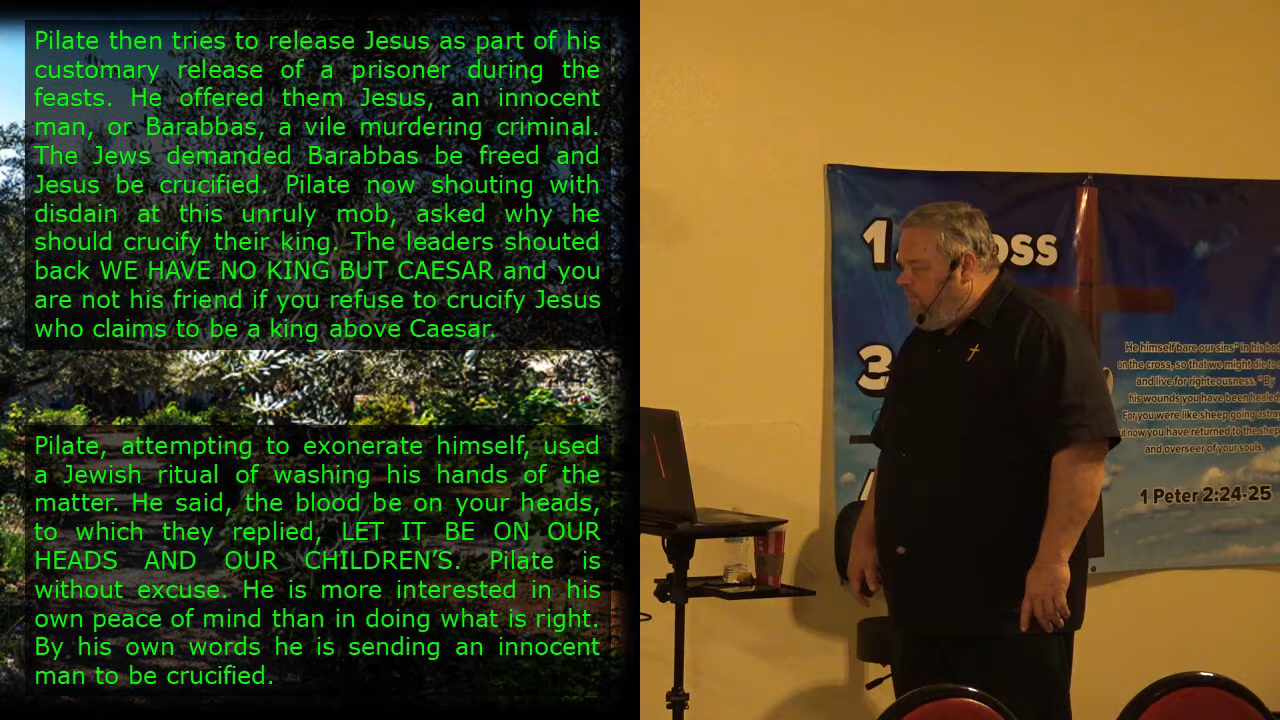 Pilate then tries to release Jesus as part of his
customary release of a prisoner during the
feasts. He offered them Jesus, an innocent
man, or Barabbas, a vile murdering criminal.
The Jews demanded Barabbas be freed and
Jesus be crucified. Pilate now shouting with
disdain at this unruly mob, asked why he
should crucify their king. The leaders shouted
back WE HAVE NO KING BUT CAESAR and you
are not his friend if you refuse to crucify Jesus
who claims to be a king above Caesar.
Pilate, attempting to exonerate himself, used
a Jewish ritual of washing his hands of the
matter. He said, the blood be on your heads,
to which they replied, LET IT BE ON OUR
HEADS AND OUR CHILDREN'S. Pilate is
without excuse. He is more interested in his
own peace of mind than in doing what is right.
By his own words he is sending an innocent
man to be crucified.
1
3
He himself bare our sins" in his
on the cross, so that we might die to
and live for righteousness. "By
his wounds you have been healed
For you were like sheep going
now you have returned to the
and overseer of your souls.
1 Peter 2:24-25